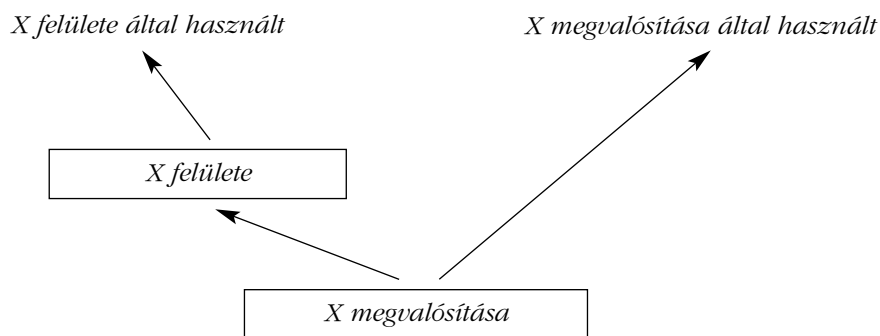 X felülete által használt
X megvalósítása által használt
X felülete
X megvalósítása